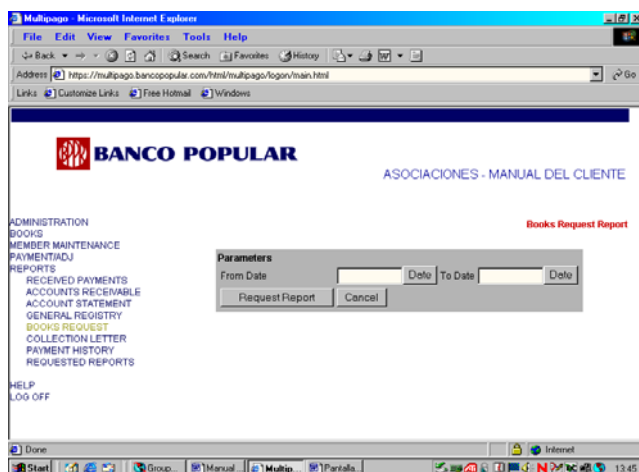 Multipago - Microsoft Internet Explorer
File Edit View Favorites Tools Help
Back Search Favorites History
Address https://multipago.bancopopular.com/html/multipago/logon/main.html Go
Links Customize Links Free Hotmail Windows
BANCO POPULAR
ASOCIACIONES - MANUAL DEL CLIENTE
Books Request Report
ADMINISTRATION
BOOKS
MEMBER MAINTENANCE
PAYMENT/ADJ
REPORTS
RECEIVED PAYMENTS
ACCOUNTS RECEIVABLE
ACCOUNT STATEMENT
GENERAL REGISTRY
BOOKS REQUEST
COLLECTION LETTER
PAYMENT HISTORY
REQUESTED REPORTS
HELP
LOG OFF
Parameters
From Date Date To Date Date
Request Report Cancel
Done Internet
Start Group... Manual... Multip... Pantalla... 13:45